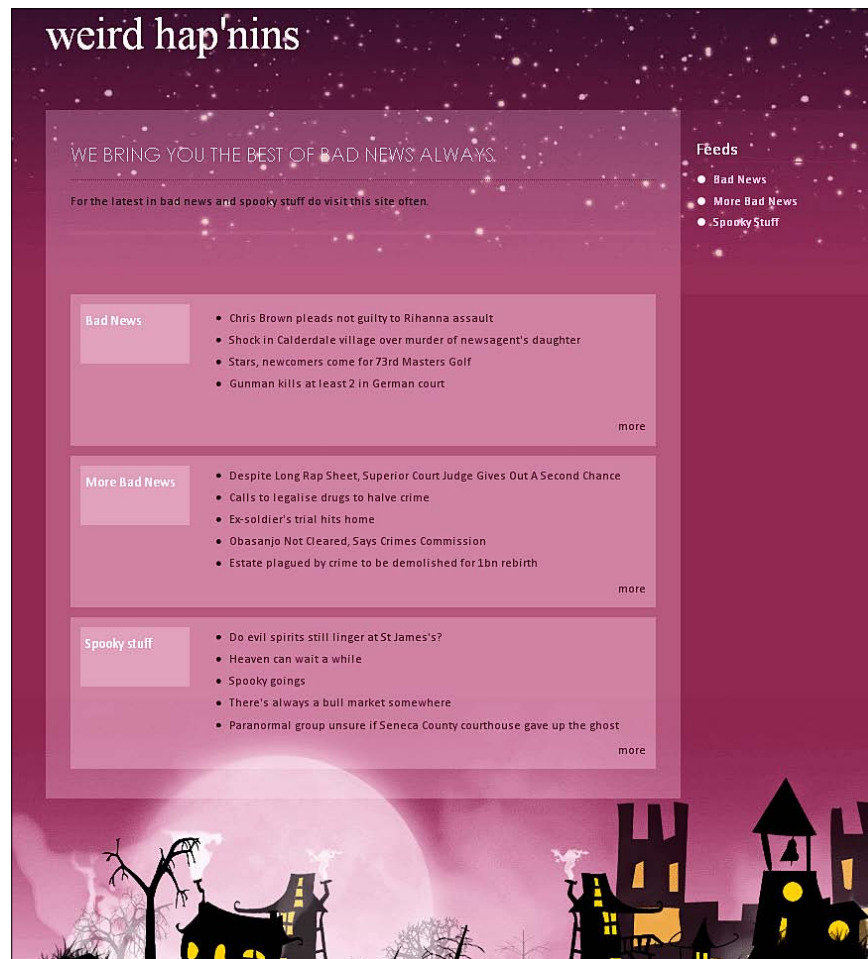 weird hap'nins
WE BRING YOU THE BEST OF BAD NEWS ALWAYS.
For the latest in bad news and spooky stuff do visit this site often.
Feeds
Bad News
More Bad News
Spooky Stuff
Bad News
Chris Brown pleads not guilty to Rihanna assault
Shock in Calderdale village over murder of newsagent's daughter
Stars, newcomers come for 73rd Masters Golf
Gunman kills at least 2 in German court
more
More Bad News
Despite Long Rap Sheet, Superior Court Judge Gives Out A Second Chance
Calls to legalise drugs to halve crime
Ex-soldier's trial hits home
Obasanjo Not Cleared, Says Crimes Commission
Estate plagued by crime to be demolished for 1bn rebirth
more
Spooky stuff
Do evil spirits still linger at St James's?
Heaven can wait a while
Spooky goings
There's always a bull market somewhere
Paranormal group unsure if Seneca County courthouse gave up the ghost
more